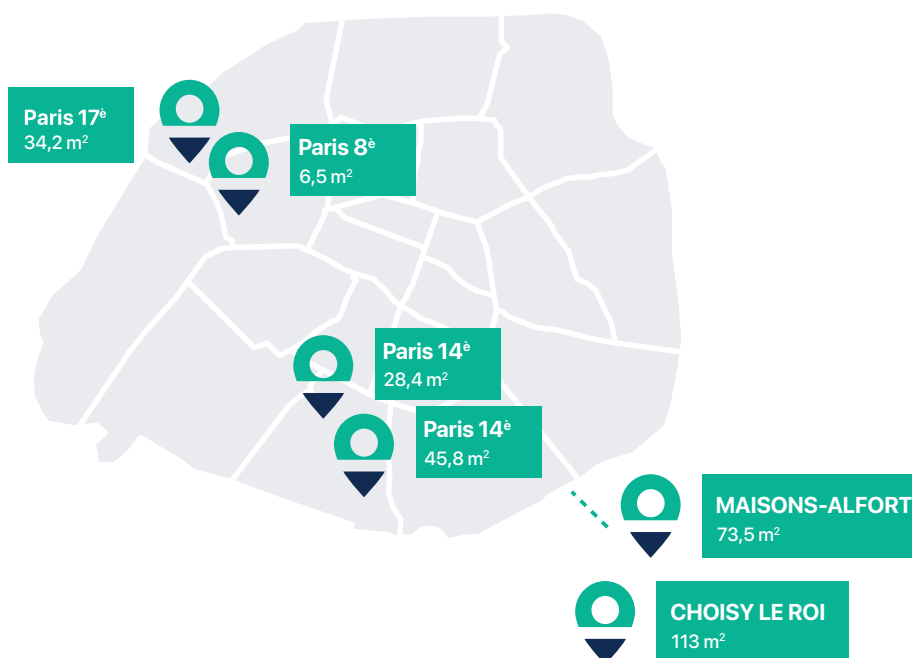 Paris 17è
34,2 m²
Paris 8è
6,5 m²
Paris 14è
28,4 m²
Paris 14è
45,8 m²
MAISONS-ALFORT
73,5 m²
CHOISY LE ROI
113 m²